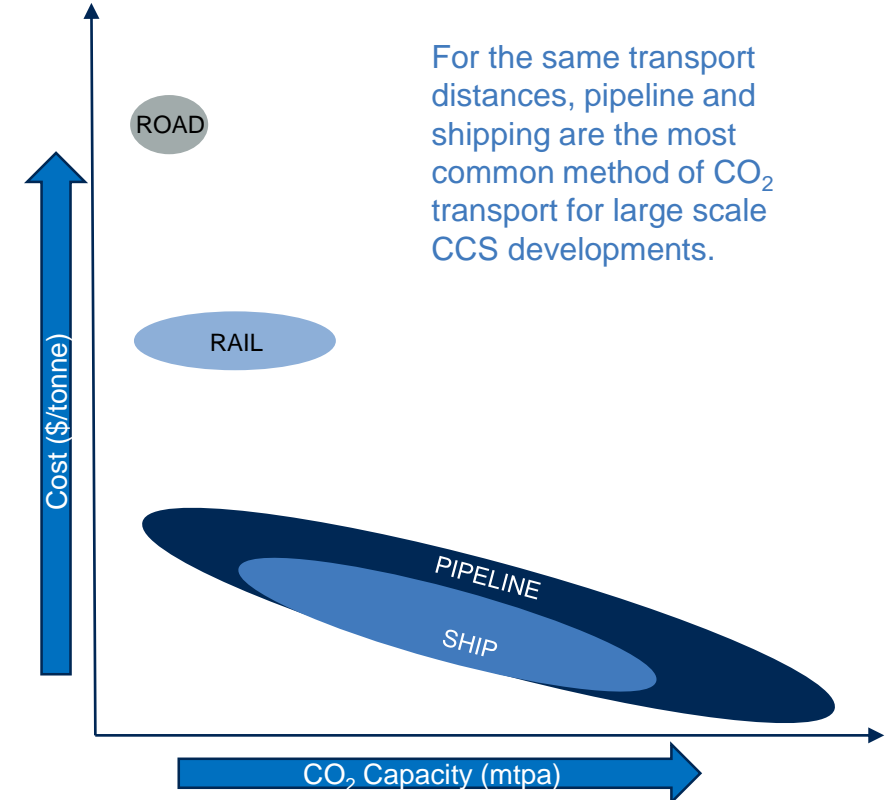 For the same transport
distances, pipeline and
shipping are the most
common method of CO₂
transport for large scale
CCS developments.
ROAD
RAIL
Cost ($/tonne)
PIPELINE
SHIP
CO₂ Capacity (mtpa)